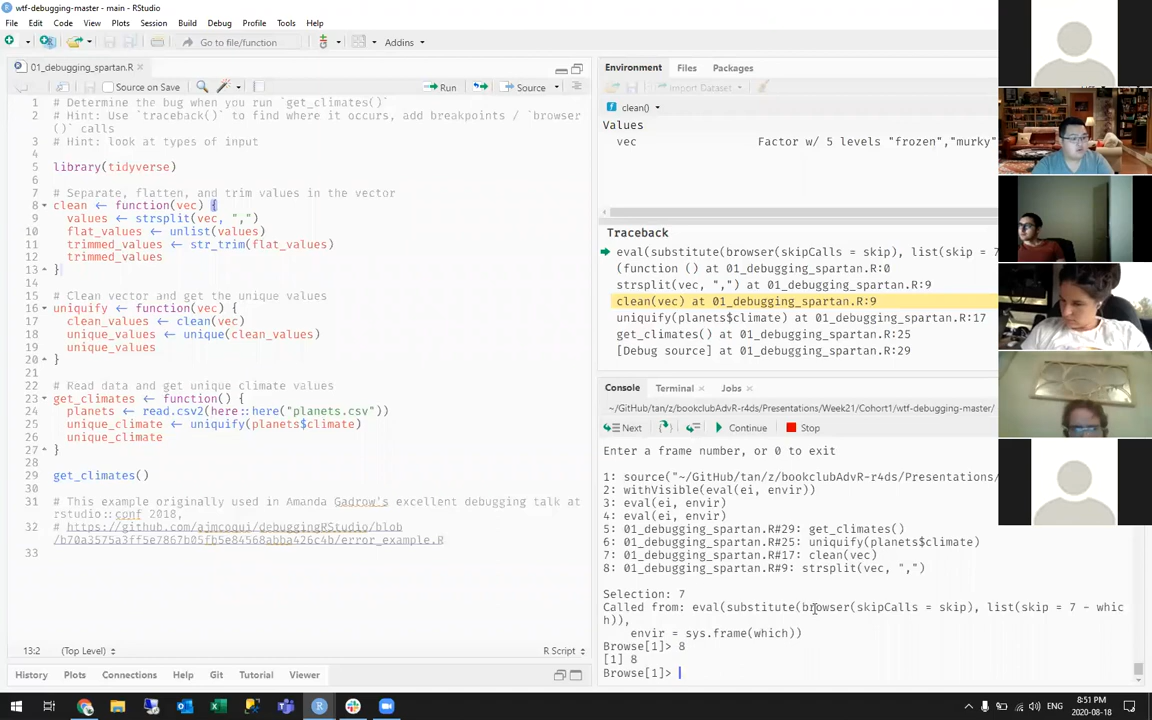 wtf-debugging-master - main - RStudio
File Edit Code View Plots Session Build Debug Profile Tools Help
Go to file/function Addins
01_debugging_spartan.R
Source on Save Run Source
1 # Determine the bug when you run `get_climates()`
2 # Hint: Use `traceback()` to find where it occurs, add breakpoints / `browser
()` calls
3 # Hint: look at types of input
4
5 library(tidyverse)
6
7 # Separate, flatten, and trim values in the vector
8 clean ← function(vec) {
9 values ← strsplit(vec, ",")
10 flat_values ← unlist(values)
11 trimmed_values ← str_trim(flat_values)
12 trimmed_values
13 }
14
15 # Clean vector and get the unique values
16 uniquify ← function(vec) {
17 clean_values ← clean(vec)
18 unique_values ← unique(clean_values)
19 unique_values
20 }
21
22 # Read data and get unique climate values
23 get_climates ← function() {
24 planets ← read.csv2(here::here("planets.csv"))
25 unique_climate ← uniquify(planets$climate)
26 unique_climate
27 }
28
29 get_climates()
30
31 # This example originally used in Amanda Gadrow's excellent debugging talk at
rstudio::conf 2018,
32 # https://github.com/ajmcoqui/debuggingRStudio/blob
/b70a3575a3ff5e7867b05fb5e84568abba426c4b/error_example.R
33
13:2 (Top Level) R Script
History Plots Connections Help Git Tutorial Viewer
Environment Files Packages
Import Dataset
clean()
Values
vec Factor w/ 5 levels "frozen","murky"
Traceback
eval(substitute(browser(skipCalls = skip), list(skip = 7
(function () at 01_debugging_spartan.R:0
strsplit(vec, ",") at 01_debugging_spartan.R:9
clean(vec) at 01_debugging_spartan.R:9
uniquify(planets$climate) at 01_debugging_spartan.R:17
get_climates() at 01_debugging_spartan.R:25
[Debug source] at 01_debugging_spartan.R:29
Console Terminal Jobs
~/GitHub/tan/z/bookclubAdvR-r4ds/Presentations/Week21/Cohort1/wtf-debugging-master/
Next Continue Stop
Enter a frame number, or 0 to exit
1: source("~/GitHub/tan/z/bookclubAdvR-r4ds/Presentations
2: withVisible(eval(ei, envir))
3: eval(ei, envir)
4: eval(ei, envir)
5: 01_debugging_spartan.R#29: get_climates()
6: 01_debugging_spartan.R#25: uniquify(planets$climate)
7: 01_debugging_spartan.R#17: clean(vec)
8: 01_debugging_spartan.R#9: strsplit(vec, ",")
Selection: 7
Called from: eval(substitute(browser(skipCalls = skip), list(skip = 7 - whic
h)),
envir = sys.frame(which))
Browse[1]> 8
[1] 8
Browse[1]>
ENG 8:51 PM
2020-08-18